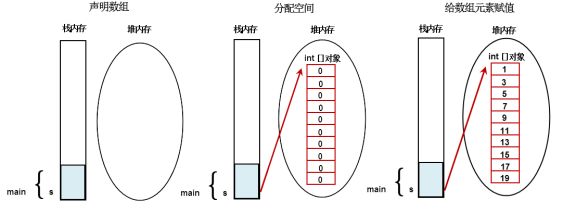 声明数组
栈内存
堆内存
main
s
分配空间
栈内存
堆内存
int []对象
0
0
0
0
0
0
0
0
0
0
main
s
给数组元素赋值
栈内存
堆内存
int []对象
1
3
5
7
9
11
13
15
17
19
main
s